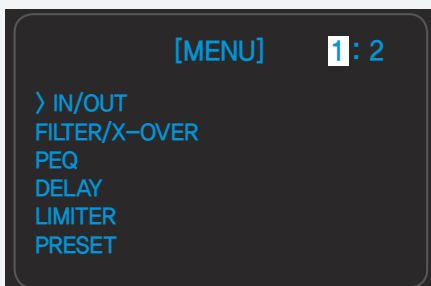 [MENU] 1 : 2
〉IN/OUT
FILTER/X-OVER
PEQ
DELAY
LIMITER
PRESET